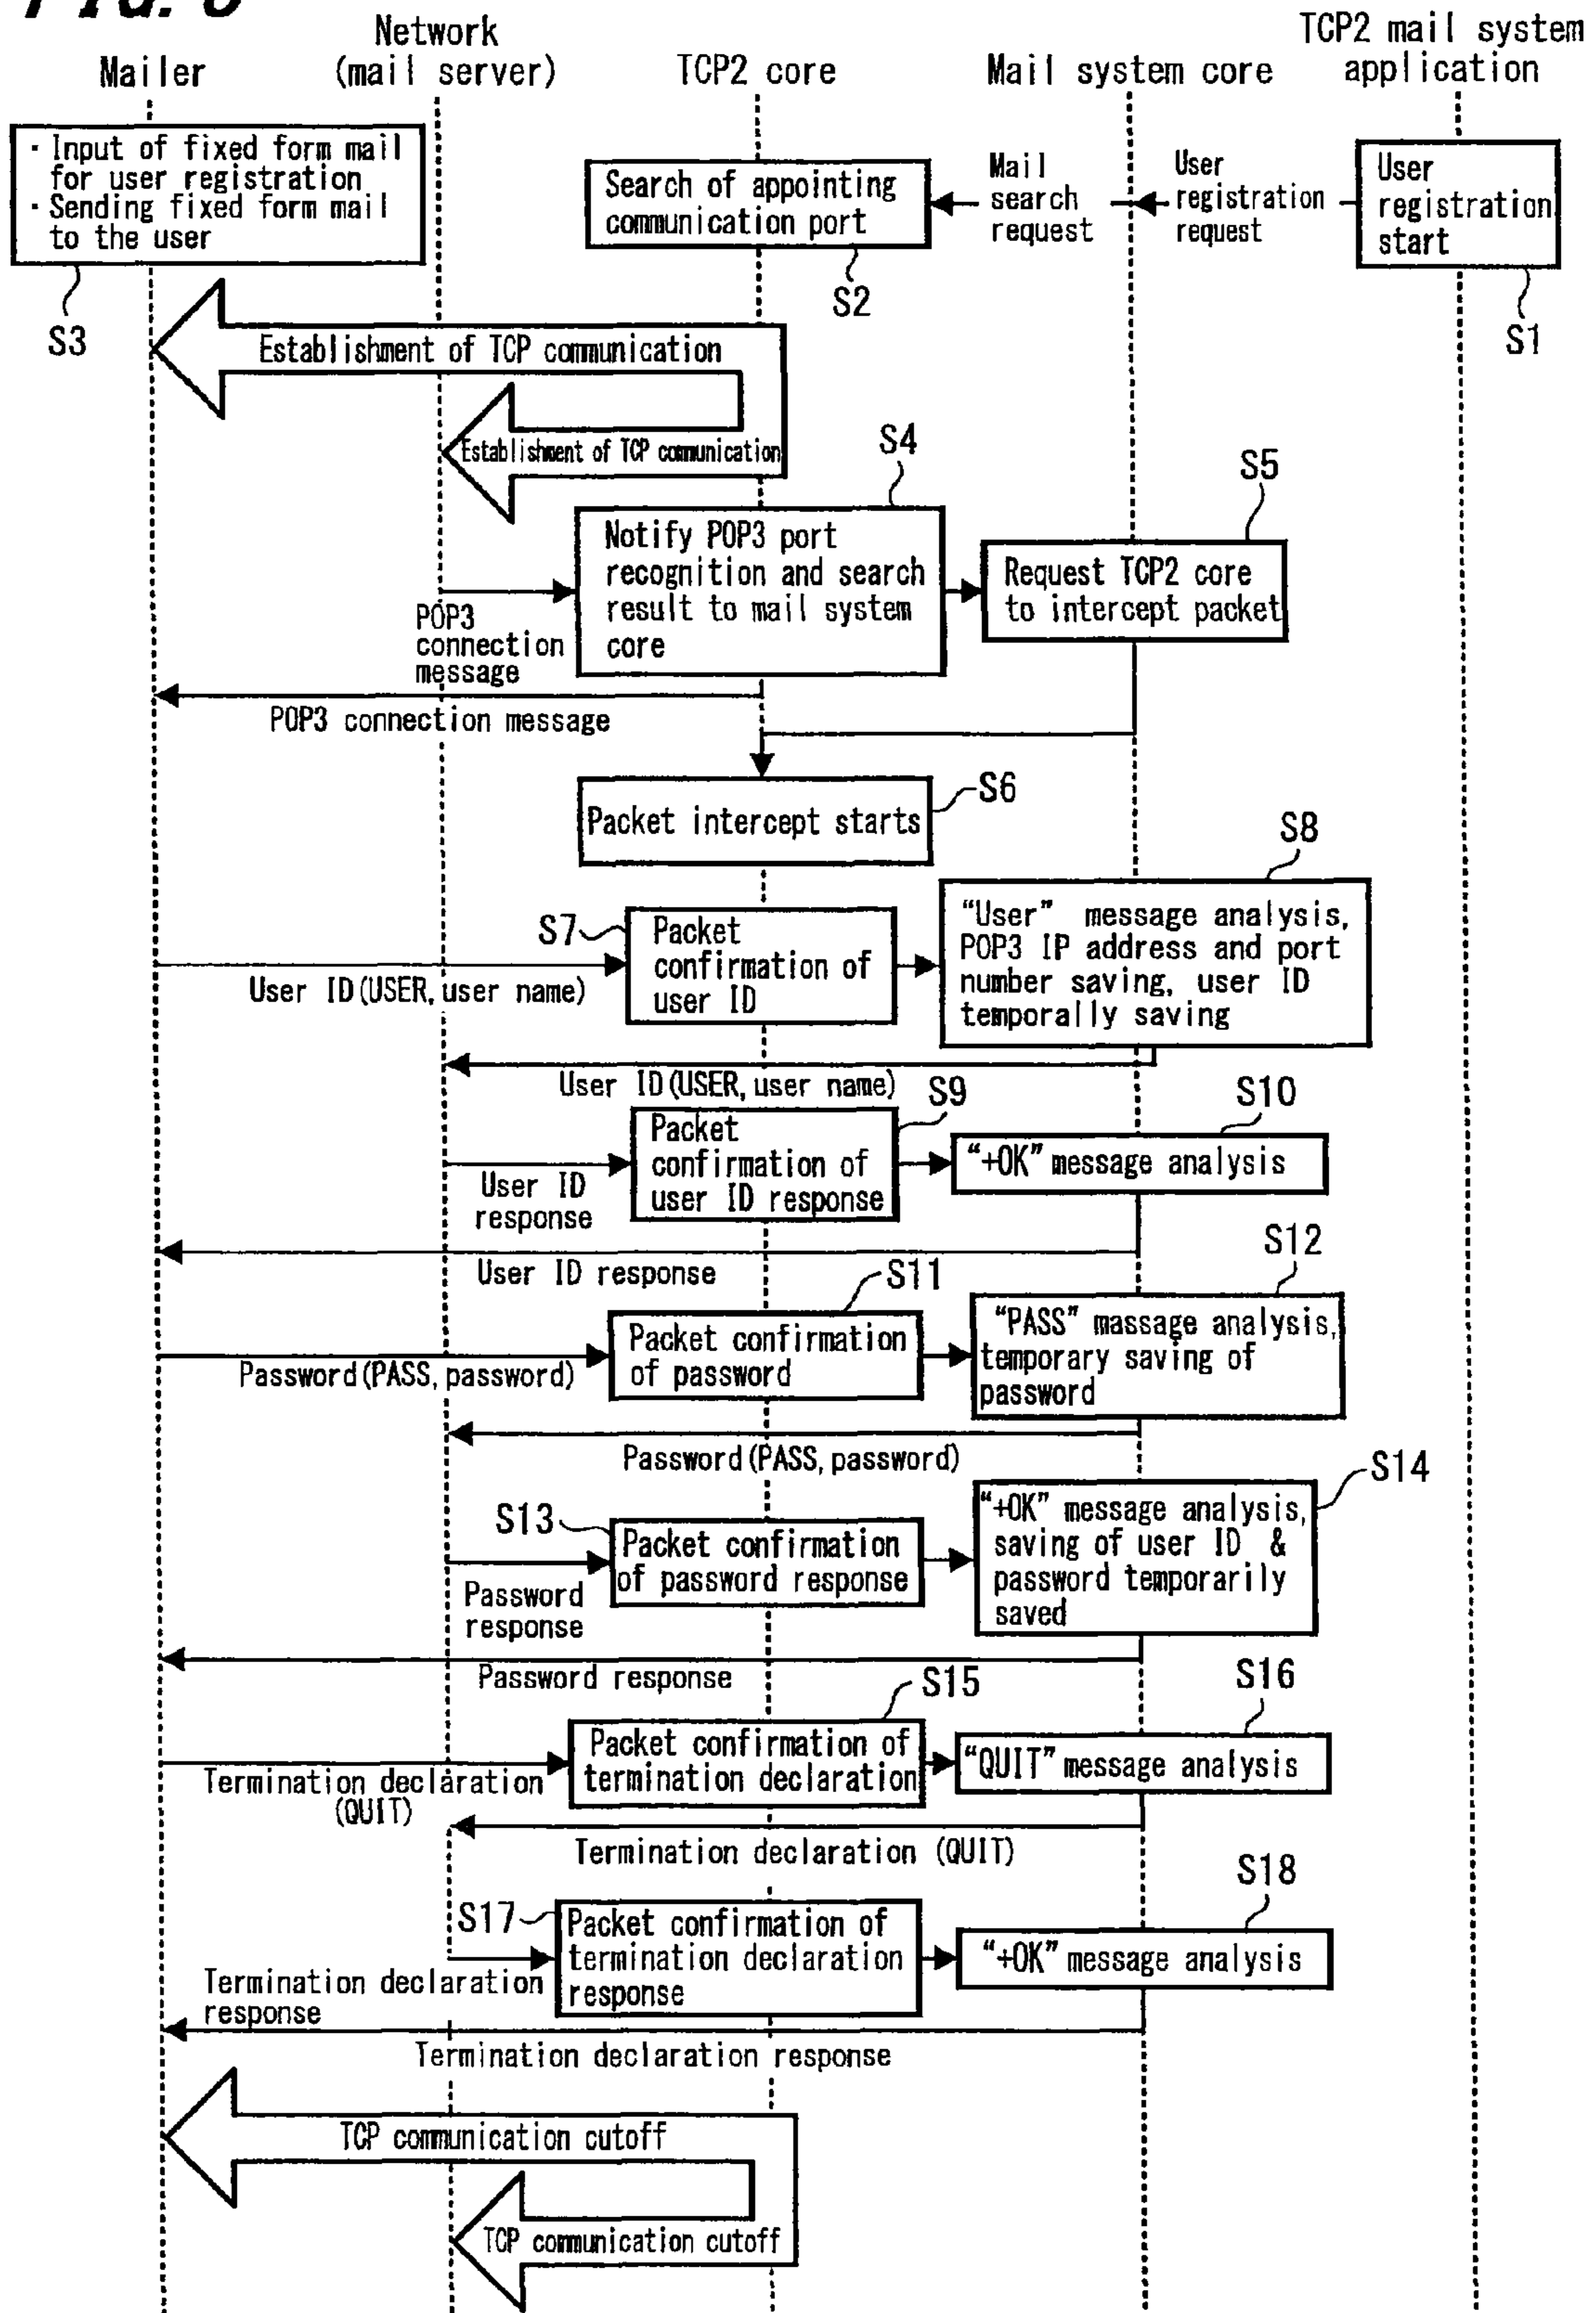 Mailer
Network
(mail server)
TCP2 core
Mail system core
TCP2 mail system
application
· Input of fixed form mail
for user registration
· Sending fixed form mail
to the user
S3
Search of appointing
communication port
S2
Mail
search
request
User
registration
request
User
registration
start
S1
Establishment of TCP communication
Establishment of TCP communication
S4
Notify POP3 port
recognition and search
result to mail system
core
S5
Request TCP2 core
to intercept packet
POP3
connection
message
POP3 connection message
Packet intercept starts
S6
S7
Packet
confirmation of
user ID
S8
“User” message analysis,
POP3 IP address and port
number saving, user ID
temporally saving
User ID(USER, user name)
User ID(USER, user name)
S9
Packet
confirmation of
user ID response
S10
“+OK” message analysis
User ID
response
User ID response
S11
Packet confirmation
of password
S12
“PASS” massage analysis,
temporary saving of
password
Password(PASS, password)
Password(PASS, password)
S13
Packet confirmation
of password response
S14
“+OK” message analysis,
saving of user ID &
password temporarily
saved
Password
response
Password response
S15
Packet confirmation of
termination declaration
S16
“QUIT” message analysis
Termination declaration
(QUIT)
Termination declaration (QUIT)
S17
Packet confirmation of
termination declaration
response
S18
“+OK” message analysis
Termination declaration
response
Termination declaration response
TCP communication cutoff
TCP communication cutoff